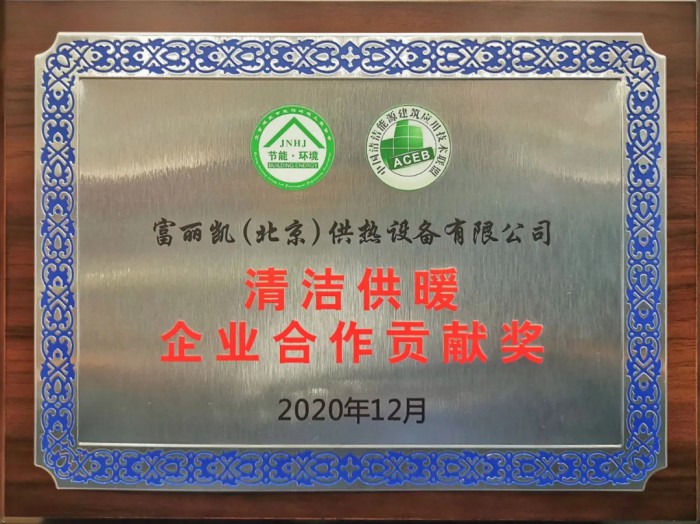 JNHJ
节能·环境
BUILDING ENERGY
中国清洁能源建筑应用技术联盟
ACEB
富丽凯(北京)供热设备有限公司
清洁供暖
企业合作贡献奖
2020年12月